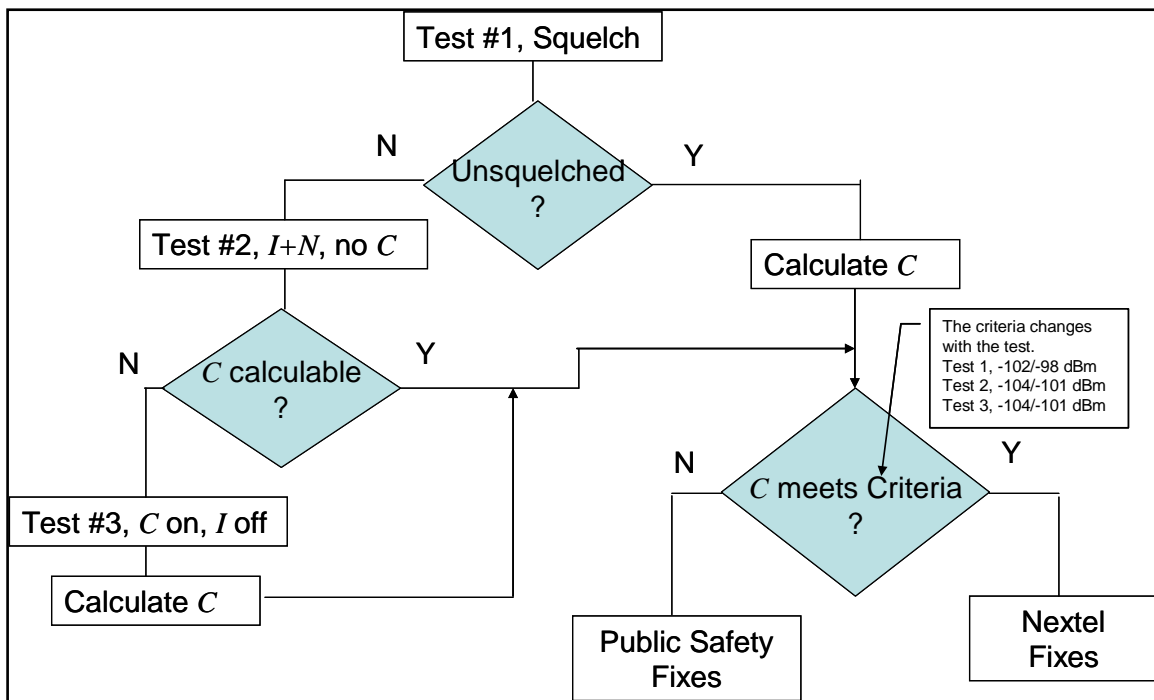 Test #1, Squelch
N
Unsquelched
?
Y
Test #2, I+N, no C
Calculate C
The criteria changes
with the test.
Test 1, -102/-98 dBm
Test 2, -104/-101 dBm
Test 3, -104/-101 dBm
N
C calculable
?
Y
N
C meets Criteria
?
Y
Test #3, C on, I off
Calculate C
Public Safety
Fixes
Nextel
Fixes